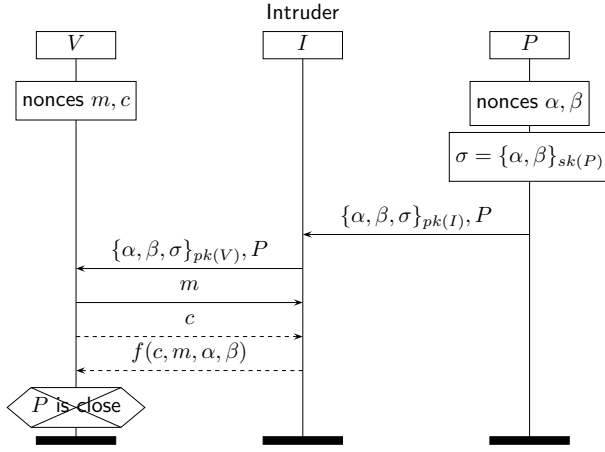 Intruder
V I P
nonces m, c
nonces α, β
σ = {α, β}sk(P)
{α, β, σ}pk(I), P
{α, β, σ}pk(V), P
m
c
f(c, m, α, β)
P is close